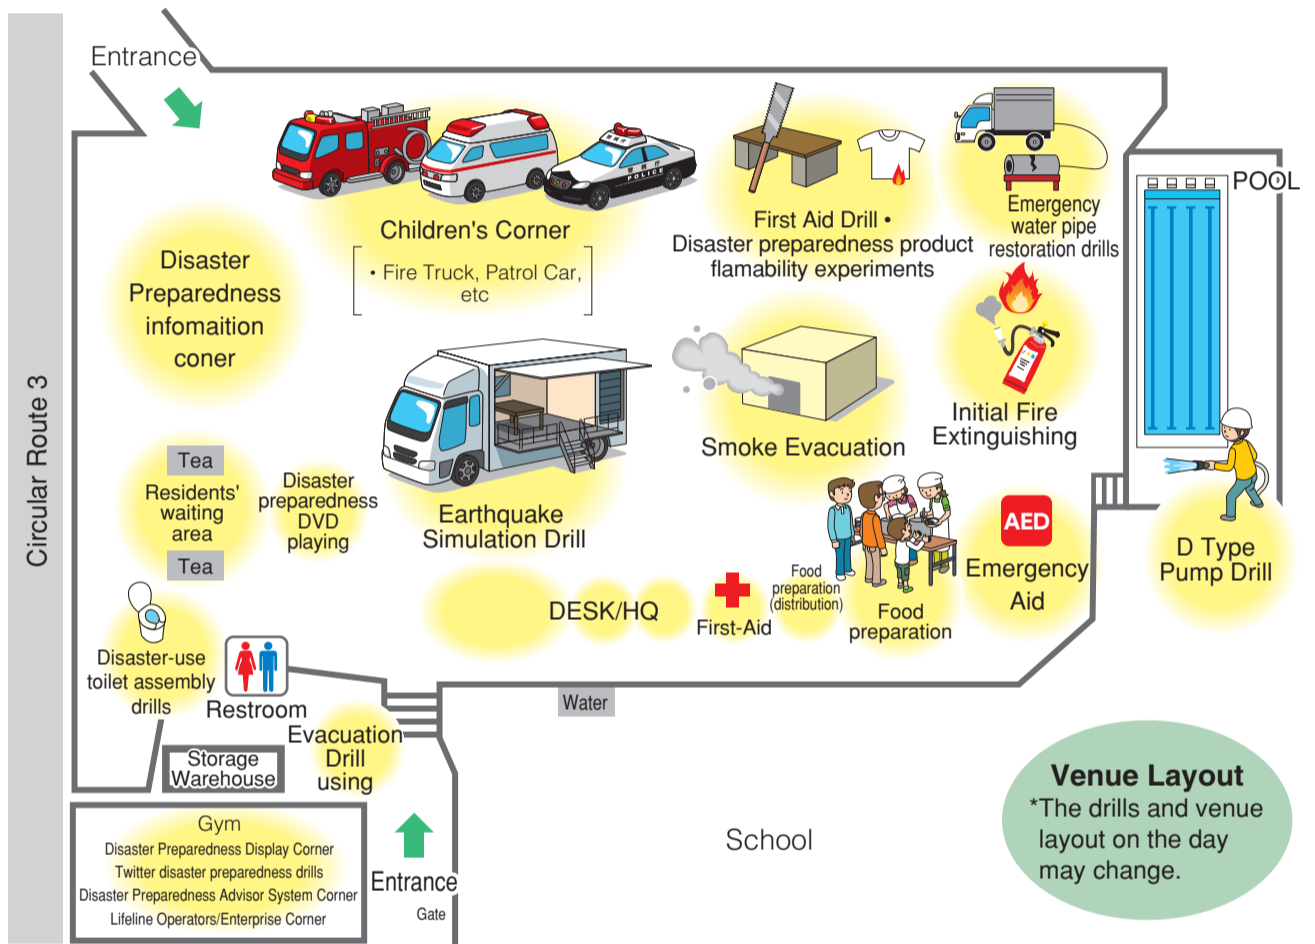 Entrance
Circular Route 3
POOL
Children's Corner
• Fire Truck, Patrol Car,
etc
POLICE
First Aid Drill •
Disaster preparedness product
flamability experiments
Emergency
water pipe
restoration drills
Disaster
Preparedness
infomaition
coner
Smoke Evacuation
Initial Fire
Extinguishing
Tea
Residents'
waiting
area
Tea
Disaster
preparedness
DVD
playing
Earthquake
Simulation Drill
AED
Emergency
Aid
D Type
Pump Drill
DESK/HQ
First-Aid
Food
preparation
(distribution)
Food
preparation
Disaster-use
toilet assembly
drills
Restroom
Water
Evacuation
Drill
using
Storage
Warehouse
Gym
Disaster Preparedness Display Corner
Twitter disaster preparedness drills
Disaster Preparedness Advisor System Corner
Lifeline Operators/Enterprise Corner
Entrance
Gate
School
Venue Layout
*The drills and venue
layout on the day
may change.